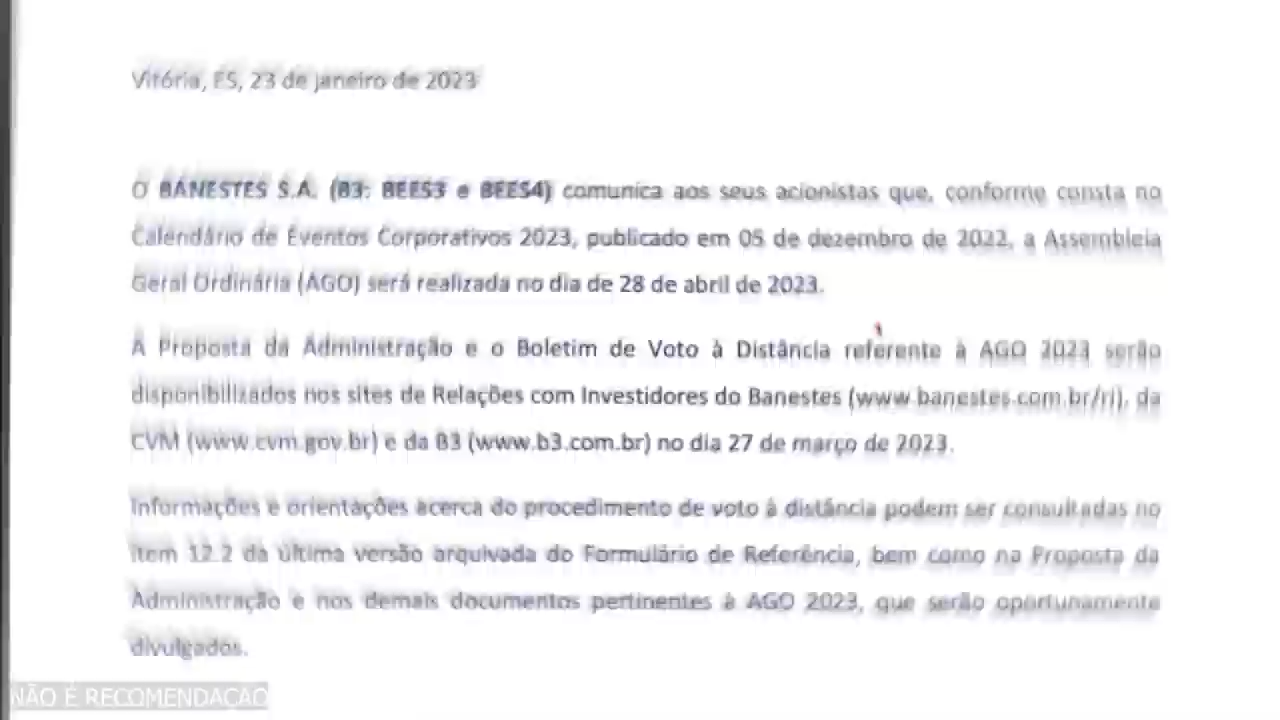 Vitória, ES, 23 de janeiro de 2023
O BANESTES S.A. (B3: BEES3 e BEES4) comunica aos seus acionistas que, conforme consta no
Calendário de Eventos Corporativos 2023, publicado em 05 de dezembro de 2022, a Assembleia
Geral Ordinária (AGO) será realizada no dia de 28 de abril de 2023.
A Proposta da Administração e o Boletim de Voto à Distância referente à AGO 2023 serão
disponibilizados nos sites de Relações com Investidores do Banestes (www.banestes.com.br/ri), da
CVM (www.cvm.gov.br) e da B3 (www.b3.com.br) no dia 27 de março de 2023.
Informações e orientações acerca do procedimento de voto à distância podem ser consultadas no
item 12.2 da última versão arquivada do Formulário de Referência, bem como na Proposta da
Administração e nos demais documentos pertinentes à AGO 2023, que serão oportunamente
divulgados.
NÃO É RECOMENDAÇÃO